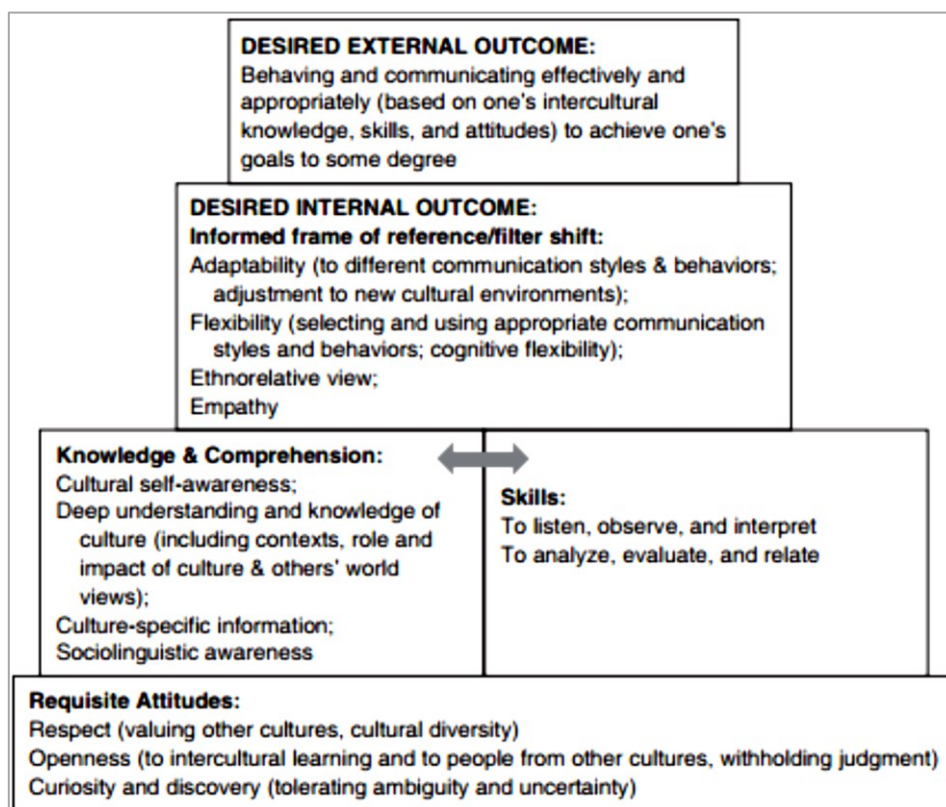 DESIRED EXTERNAL OUTCOME:
Behaving and communicating effectively and
appropriately (based on one's intercultural
knowledge, skills, and attitudes) to achieve one's
goals to some degree
DESIRED INTERNAL OUTCOME:
Informed frame of reference/filter shift:
Adaptability (to different communication styles & behaviors;
adjustment to new cultural environments);
Flexibility (selecting and using appropriate communication
styles and behaviors; cognitive flexibility);
Ethnorelative view;
Empathy
Knowledge & Comprehension:
Cultural self-awareness;
Deep understanding and knowledge of
culture (including contexts, role and
impact of culture & others' world
views);
Culture-specific information;
Sociolinguistic awareness
Skills:
To listen, observe, and interpret
To analyze, evaluate, and relate
Requisite Attitudes:
Respect (valuing other cultures, cultural diversity)
Openness (to intercultural learning and to people from other cultures, withholding judgment)
Curiosity and discovery (tolerating ambiguity and uncertainty)